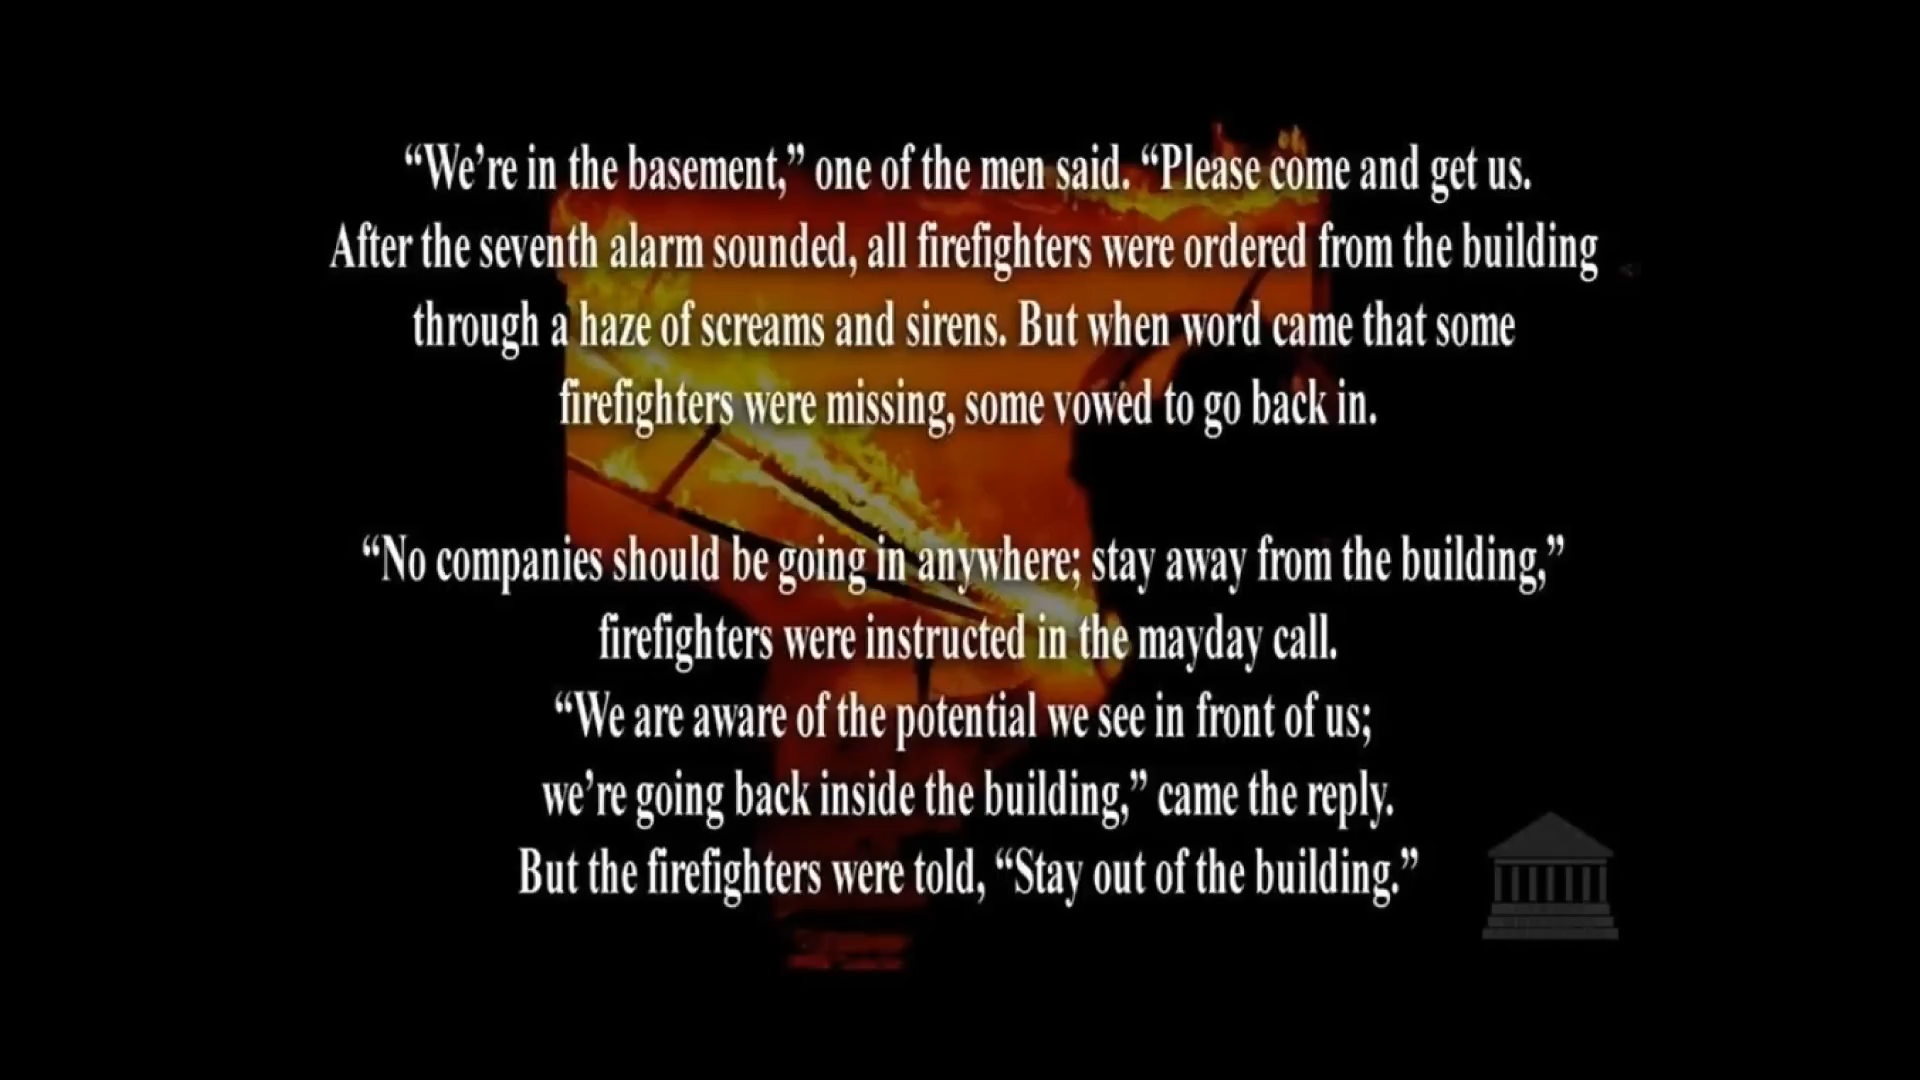 “We’re in the basement,” one of the men said. “Please come and get us.
After the seventh alarm sounded, all firefighters were ordered from the building
through a haze of screams and sirens. But when word came that some
firefighters were missing, some vowed to go back in.
“No companies should be going in anywhere; stay away from the building,”
firefighters were instructed in the mayday call.
“We are aware of the potential we see in front of us;
we’re going back inside the building,” came the reply.
But the firefighters were told, “Stay out of the building.”